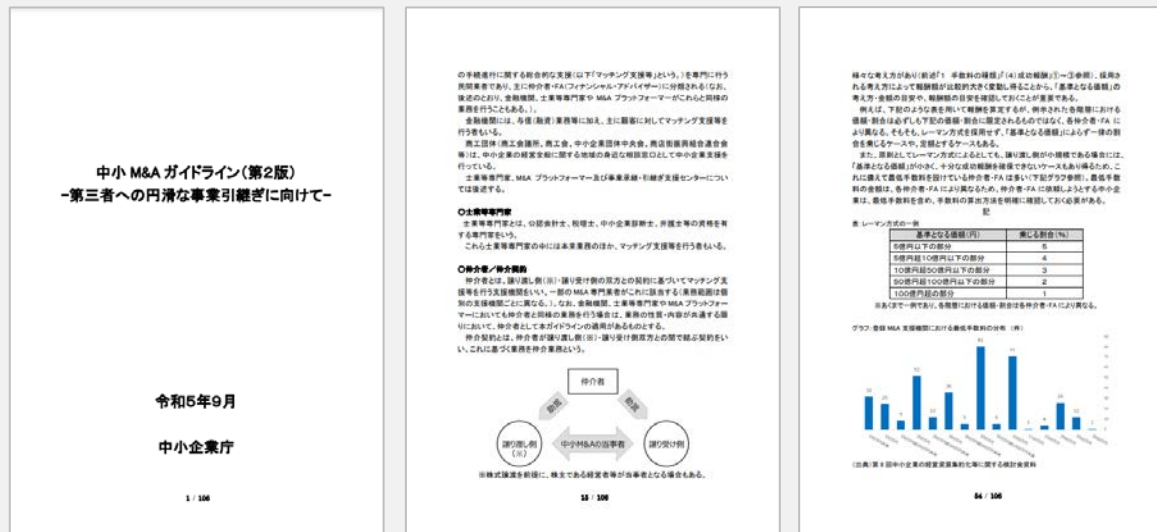 中小 M&A ガイドライン(第2版)
-第三者への円滑な事業引継ぎに向けて-
令和5年9月
中小企業庁
1 / 106
の手続進行に関する総合的な支援(以下「マッチング支援等」という。)を専門に行う
民間業者であり、主に仲介者・FA(フィナンシャル・アドバイザー)に分類される(なお、
後述のとおり、金融機関、士業等専門家や M&A プラットフォーマーがこれらと同様の
業務を行うこともある。)。
金融機関には、与信(融資)業務等に加え、主に顧客に対してマッチング支援等を
行う者もいる。
商工団体(商工会議所、商工会、中小企業団体中央会、商店街振興組合連合会
等)は、中小企業の経営全般に関する地域の身近な相談窓口として中小企業支援を
行っている。
士業等専門家、M&A プラットフォーマー及び事業承継・引継ぎ支援センターについ
ては後述する。
○士業等専門家
士業等専門家とは、公認会計士、税理士、中小企業診断士、弁護士等の資格を有
する専門家をいう。
これら士業等専門家の中には本来業務のほか、マッチング支援等を行う者もいる。
○仲介者/仲介契約
仲介者とは、譲り渡し側(※)・譲り受け側の双方との契約に基づいてマッチング支
援等を行う支援機関をいい、一部の M&A 専門業者がこれに該当する(業務範囲は個
別の支援機関ごとに異なる。)。なお、金融機関、士業等専門家や M&A プラットフォー
マーにおいても仲介者と同様の業務を行う場合は、業務の性質・内容が共通する限
りにおいて、仲介者として本ガイドラインの適用があるものとする。
仲介契約とは、仲介者が譲り渡し側(※)・譲り受け側双方との間で結ぶ契約をい
い、これに基づく業務を仲介業務という。
仲介者
助言
助言
譲り渡し側
(※)
中小M&Aの当事者
譲り受け側
※株式譲渡を前提に、株主である経営者等が当事者となる場合もある。
15 / 106
様々な考え方があり(前述「1 手数料の種類」「(4)成功報酬」①~③参照)、採用さ
れる考え方によって報酬額が比較的大きく変動し得ることから、「基準となる価額」の
考え方・金額の目安や、報酬額の目安を確認しておくことが重要である。
例えば、下記のような表を用いて報酬を算定するが、例示された各階層における
価額・割合は必ずしも下記の価額・割合に限定されるものではなく、各仲介者・FA に
より異なる。そもそも、レーマン方式を採用せず、「基準となる価額」によらず一律の割
合を乗じるケースや、定額とするケースもある。
また、原則としてレーマン方式によるとしても、譲り渡し側が小規模である場合には、
「基準となる価額」が小さく、十分な成功報酬を確保できないケースもあり得るため、こ
れに備えて最低手数料を設けている仲介者・FA は多い(下記グラフ参照)。最低手数
料の金額は、各仲介者・FA により異なるため、仲介者・FA に依頼しようとする中小企
業は、最低手数料を含め、手数料の算出方法を明確に確認しておく必要がある。
記
表 レーマン方式の一例
基準となる価額(円) 乗じる割合(%)
5億円以下の部分 5
5億円超10億円以下の部分 4
10億円超50億円以下の部分 3
50億円超100億円以下の部分 2
100億円超の部分 1
※あくまで一例であり、各階層における価額・割合は各仲介者・FA により異なる。
グラフ:登録 M&A 支援機関における最低手数料の分布 (件)
(出典)第8回中小企業の経営資源集約化等に関する検討会資料
54 / 106